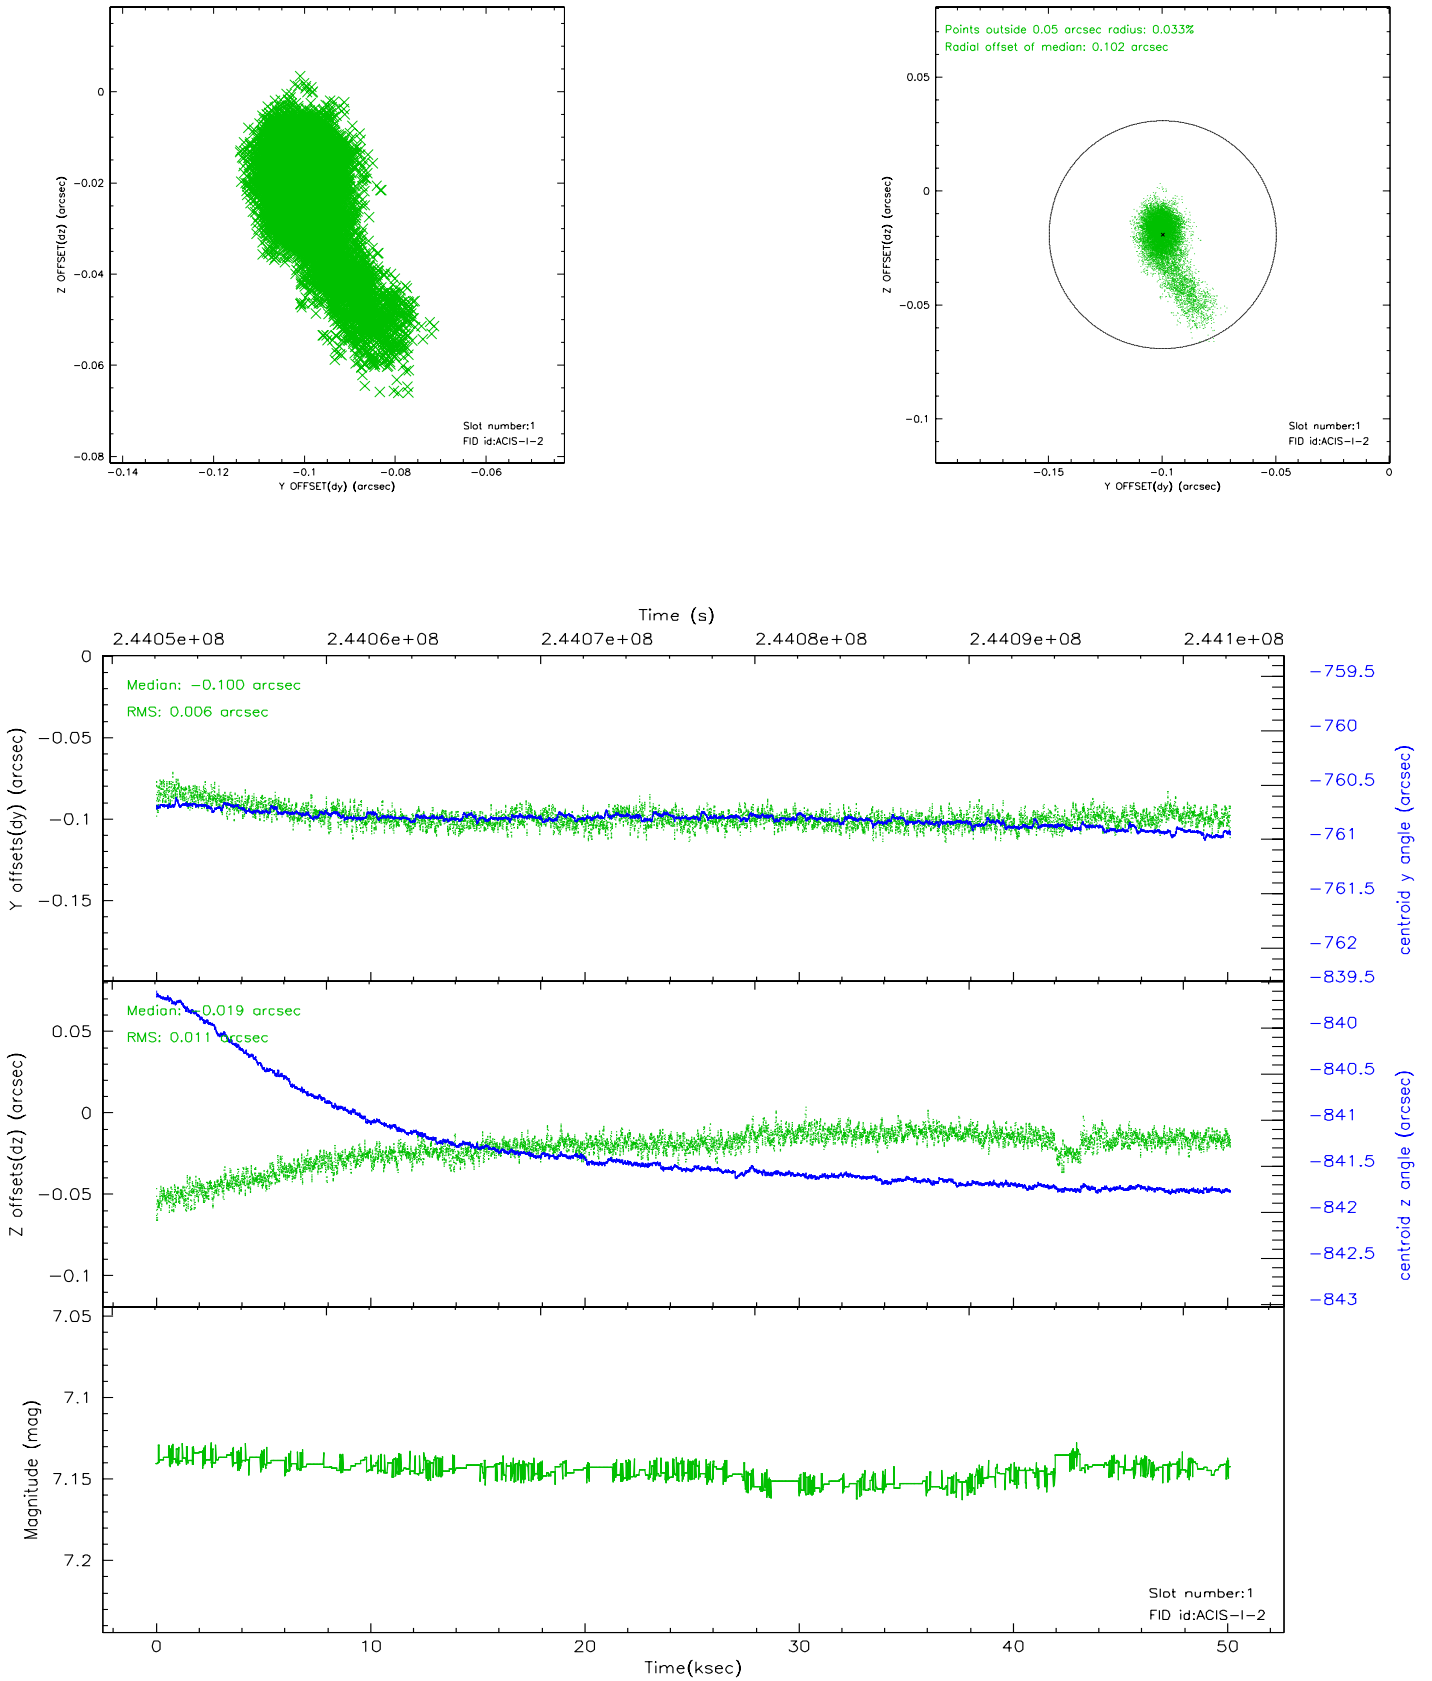 0
−0.02
−0.04
−0.06
−0.08
Z OFFSET(dz) (arcsec)
Slot number:1
FID id:ACIS−I−2
−0.14 −0.12 −0.1 −0.08 −0.06
Y OFFSET(dy) (arcsec)
Points outside 0.05 arcsec radius: 0.033%
Radial offset of median: 0.102 arcsec
0.05
0
−0.05
−0.1
Z OFFSET(dz) (arcsec)
Slot number:1
FID id:ACIS−I−2
−0.15 −0.1 −0.05 0
Y OFFSET(dy) (arcsec)
Time (s)
2.4405e+08 2.4406e+08 2.4407e+08 2.4408e+08 2.4409e+08 2.441e+08
Median: −0.100 arcsec
RMS: 0.006 arcsec
0
−0.05
−0.1
−0.15
Y offsets(dy) (arcsec)
−759.5
−760
−760.5
−761
−761.5
−762
centroid y angle (arcsec)
Median: −0.019 arcsec
RMS: 0.011 arcsec
0.05
0
−0.05
−0.1
Z offsets(dz) (arcsec)
−839.5
−840
−840.5
−841
−841.5
−842
−842.5
−843
centroid z angle (arcsec)
7.05
7.1
7.15
7.2
Magnitude (mag)
Slot number:1
FID id:ACIS−I−2
0 10 20 30 40 50
Time(ksec)